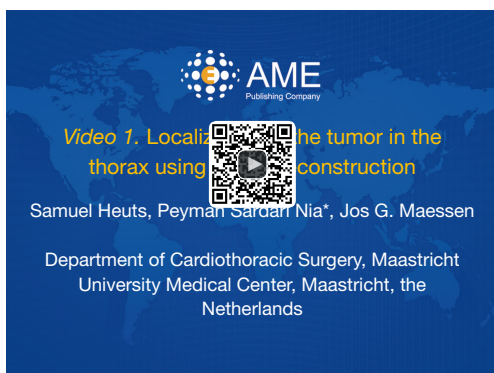 AME
Publishing Company
Video 1. Localiz he tumor in the
thorax using construction
Samuel Heuts, Peyman Sardari Nia*, Jos G. Maessen
Department of Cardiothoracic Surgery, Maastricht
University Medical Center, Maastricht, the
Netherlands